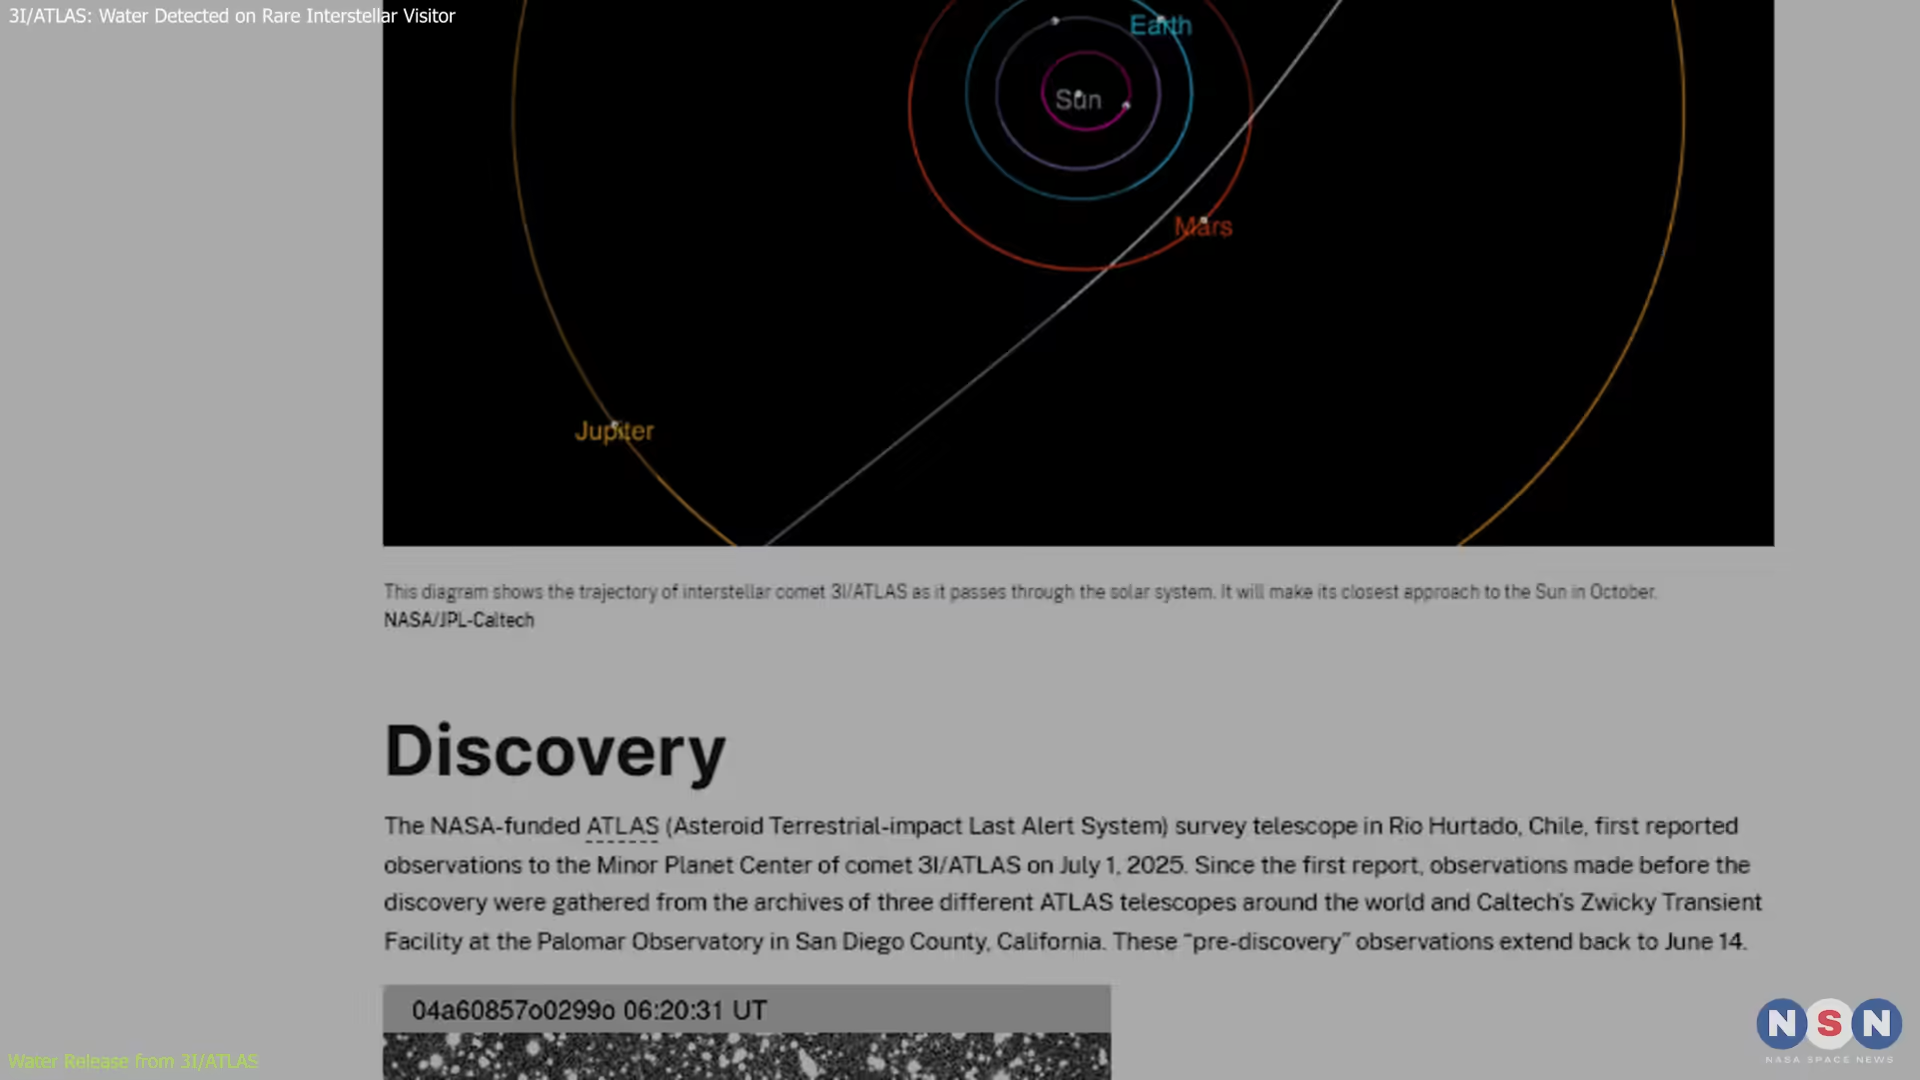 3I/ATLAS: Water Detected on Rare Interstellar Visitor
Earth
Sun
Mars
Jupiter
This diagram shows the trajectory of interstellar comet 3I/ATLAS as it passes through the solar system. It will make its closest approach to the Sun in October.
NASA/JPL-Caltech
Discovery
The NASA-funded ATLAS (Asteroid Terrestrial-impact Last Alert System) survey telescope in Rio Hurtado, Chile, first reported
observations to the Minor Planet Center of comet 3I/ATLAS on July 1, 2025. Since the first report, observations made before the
discovery were gathered from the archives of three different ATLAS telescopes around the world and Caltech's Zwicky Transient
Facility at the Palomar Observatory in San Diego County, California. These “pre-discovery” observations extend back to June 14.
04a60857o0299o 06:20:31 UT
Water Release from 3I/ATLAS
NSN
NASA SPACE NEWS